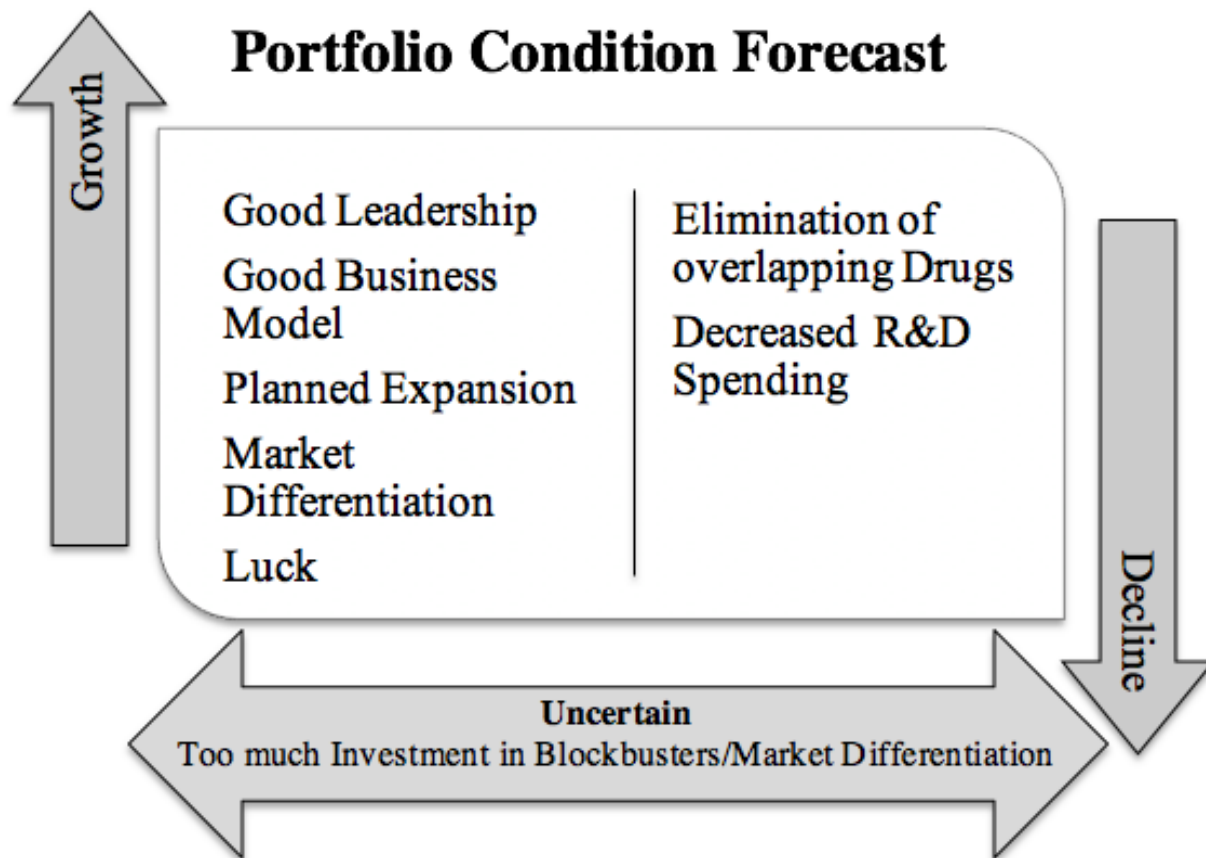 Portfolio Condition Forecast
Growth
Good Leadership
Good Business
Model
Planned Expansion
Market
Differentiation
Luck
Elimination of
overlapping Drugs
Decreased R&D
Spending
Decline
Uncertain
Too much Investment in Blockbusters/Market Differentiation